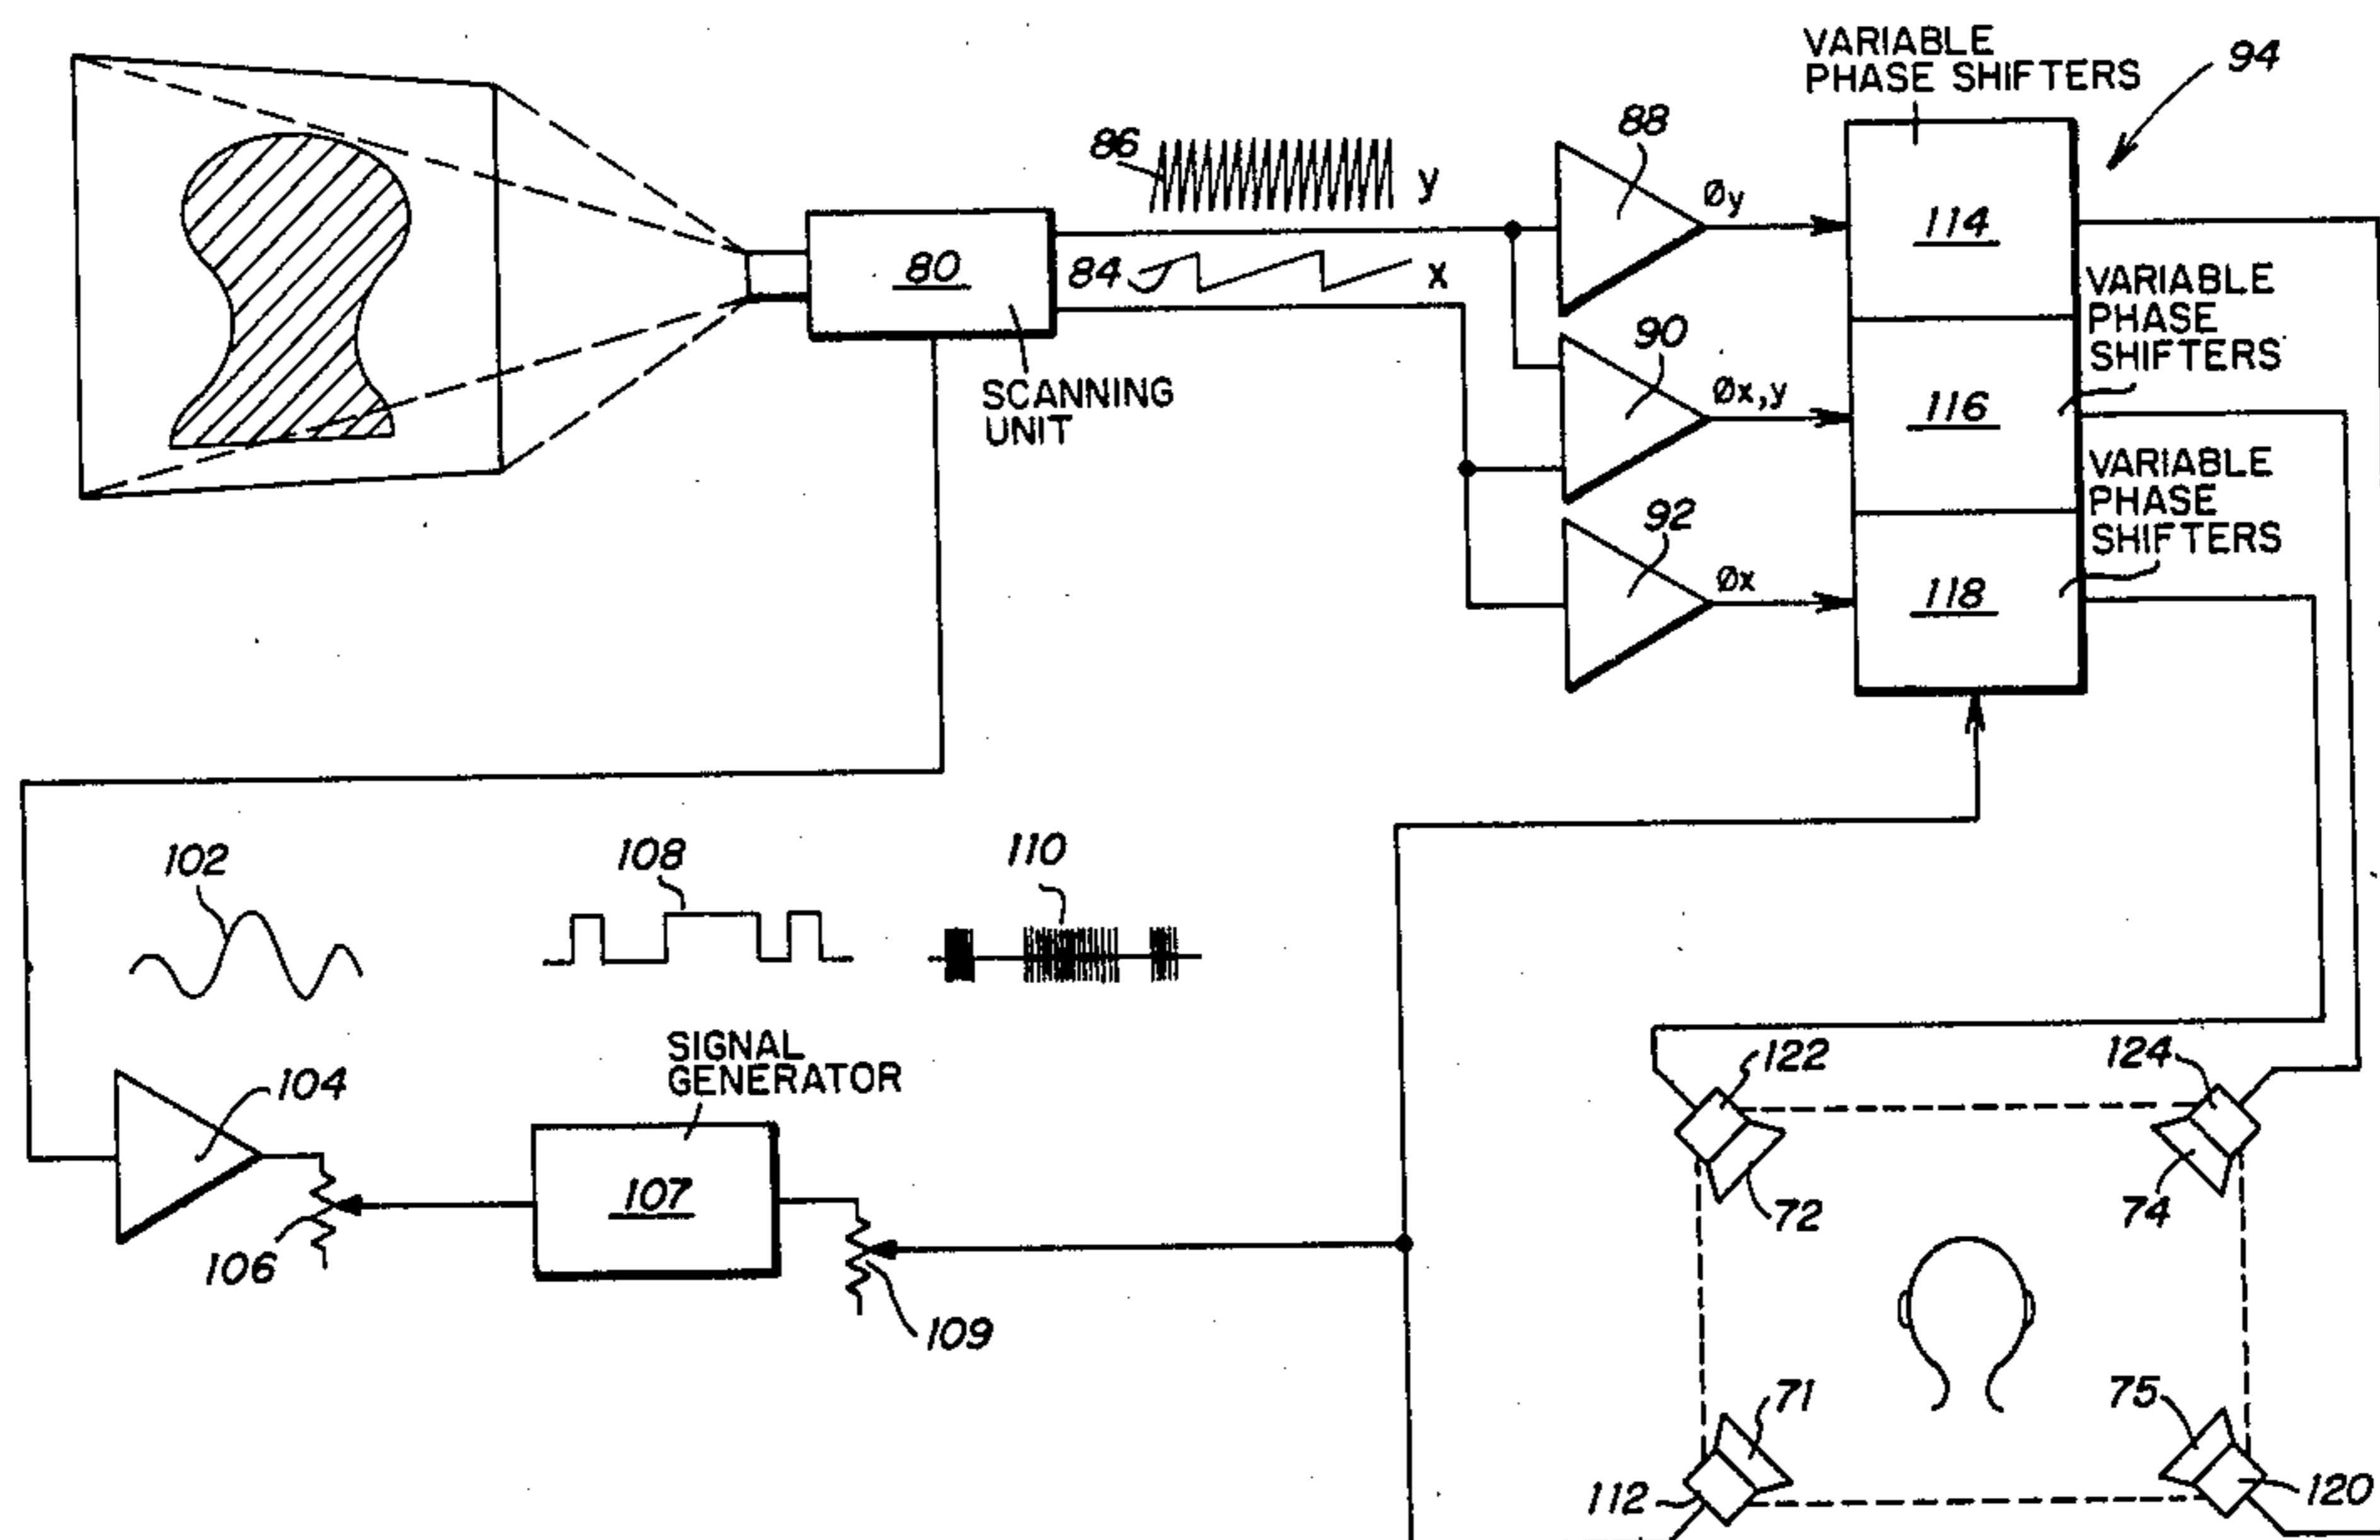 VARIABLE
PHASE SHIFTERS
94
86
y
88
Øy
114
84
x
80
VARIABLE
PHASE
SHIFTERS
SCANNING
UNIT
90
Øx,y
116
VARIABLE
PHASE
SHIFTERS
92
Øx
118
102
108
110
SIGNAL
GENERATOR
104
107
106
109
122
124
72
74
71
75
112
120